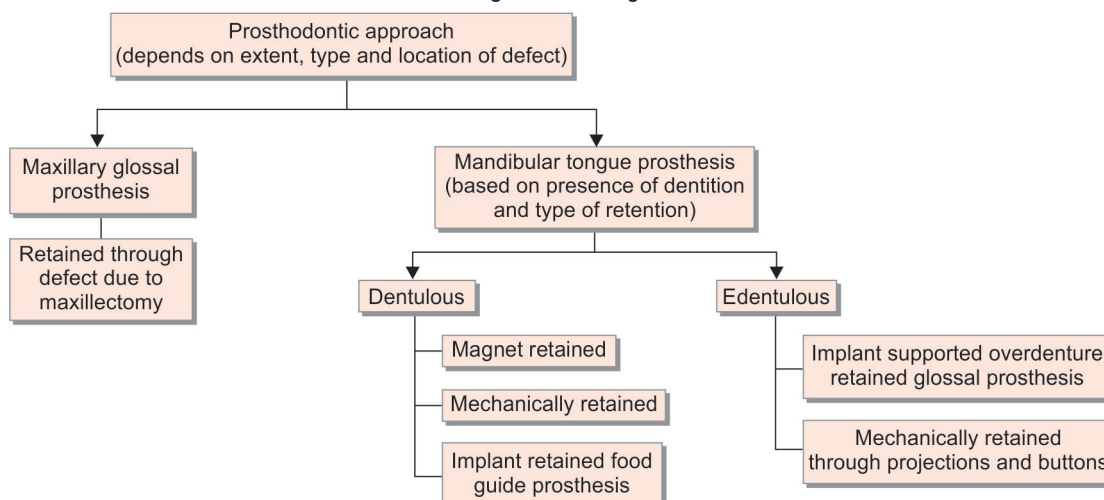 Prosthodontic approach
(depends on extent, type and location of defect)
Maxillary glossal
prosthesis
Retained through
defect due to
maxillectomy
Mandibular tongue prosthesis
(based on presence of dentition
and type of retention)
Dentulous
Magnet retained
Mechanically retained
Implant retained food
guide prosthesis
Edentulous
Implant supported overdenture
retained glossal prosthesis
Mechanically retained
through projections and buttons